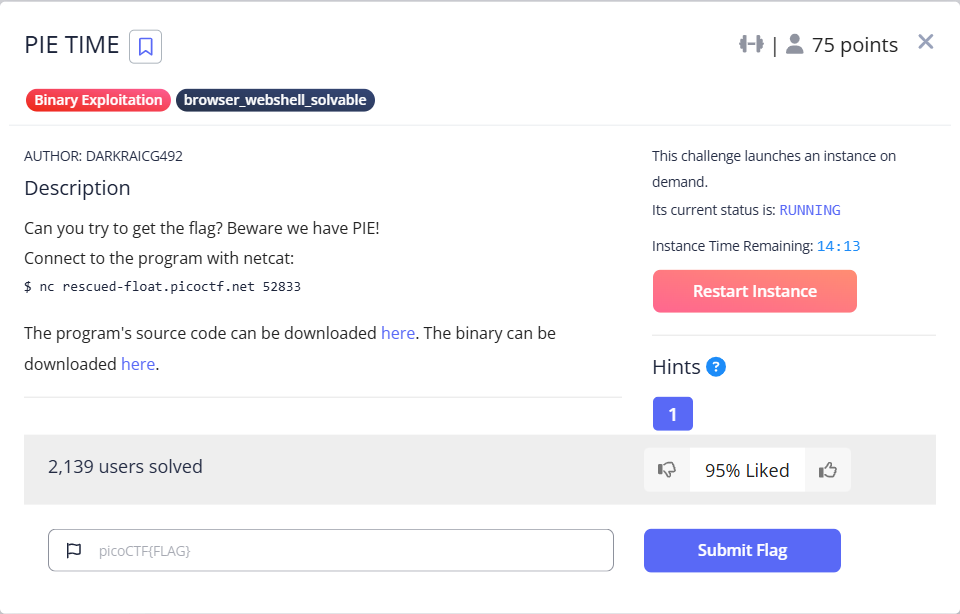 PIE TIME
| 75 points
Binary Exploitation browser_webshell_solvable
AUTHOR: DARKRAICG492
Description
Can you try to get the flag? Beware we have PIE!
Connect to the program with netcat:
$ nc rescued-float.picoctf.net 52833
The program's source code can be downloaded here. The binary can be
downloaded here.
This challenge launches an instance on
demand.
Its current status is: RUNNING
Instance Time Remaining: 14:13
Restart Instance
Hints ?
1
2,139 users solved
95% Liked
picoCTF{FLAG}
Submit Flag